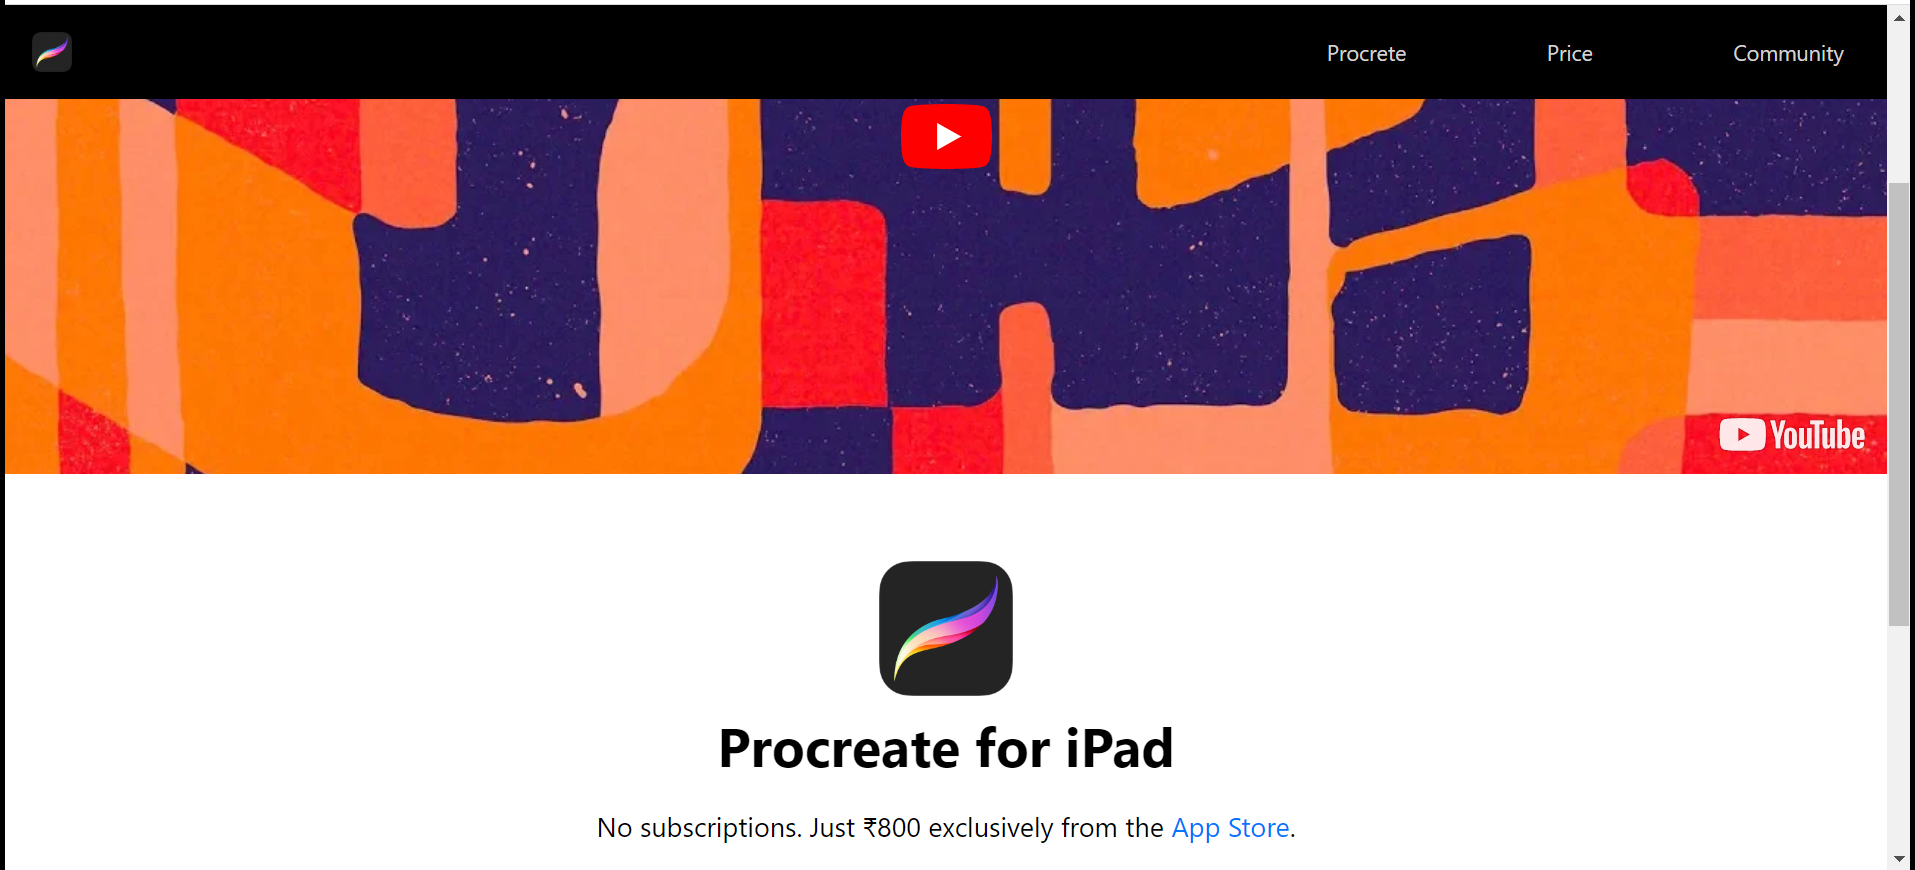 Procrete
Price
Community
YouTube
Procreate for iPad
No subscriptions. Just ₹800 exclusively from the App Store.